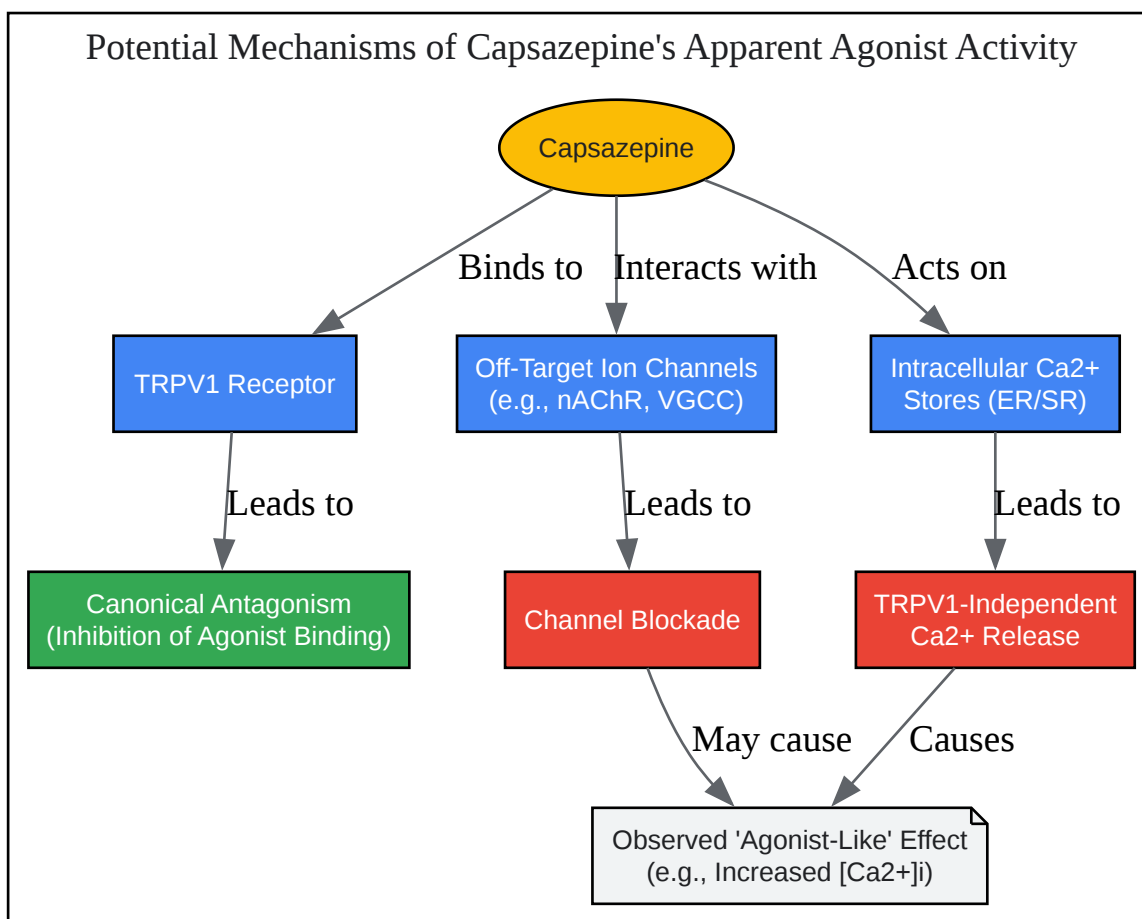 Potential Mechanisms of Capsazepine's Apparent Agonist Activity
Capsazepine
Binds to
Interacts with
Acts on
TRPV1 Receptor
Off-Target Ion Channels
(e.g., nAChR, VGCC)
Intracellular Ca2+
Stores (ER/SR)
Leads to
Leads to
Leads to
Canonical Antagonism
(Inhibition of Agonist Binding)
Channel Blockade
TRPV1-Independent
Ca2+ Release
May cause
Causes
Observed 'Agonist-Like' Effect
(e.g., Increased [Ca2+]i)